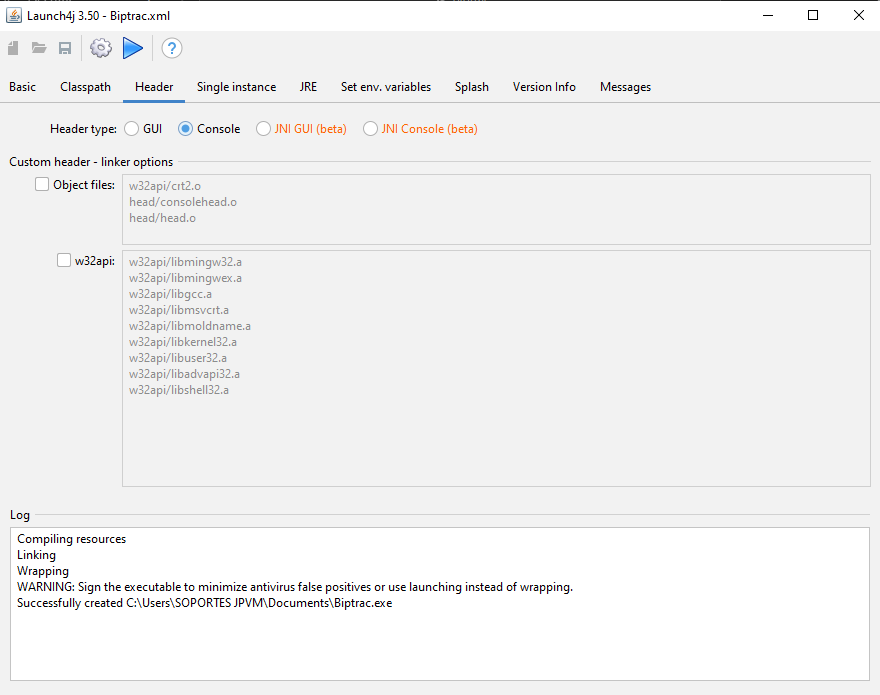 Launch4j 3.50 - Biptrac.xml
?
Basic Classpath Header Single instance JRE Set env. variables Splash Version Info Messages
Header type: GUI Console JNI GUI (beta) JNI Console (beta)
Custom header - linker options
Object files: w32api/crt2.o
head/consolehead.o
head/head.o
w32api: w32api/libmingw32.a
w32api/libmingwex.a
w32api/libgcc.a
w32api/libmsvcrt.a
w32api/libmoldname.a
w32api/libkernel32.a
w32api/libuser32.a
w32api/libadvapi32.a
w32api/libshell32.a
Log
Compiling resources
Linking
Wrapping
WARNING: Sign the executable to minimize antivirus false positives or use launching instead of wrapping.
Successfully created C:\Users\SOPORTES JPVM\Documents\Biptrac.exe